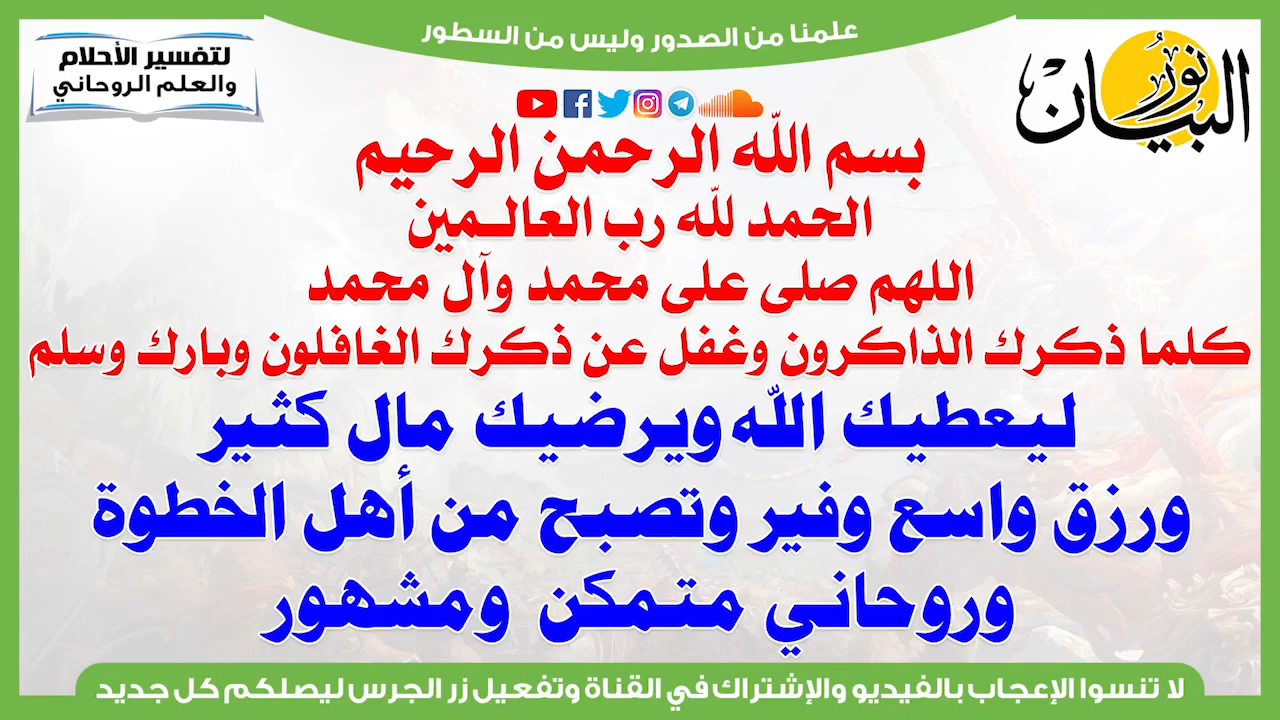 علمنا من الصدور وليس من السطور
لتفسير الأحلام
والعلم الروحاني
نور
البيان
بسم الله الرحمن الرحيم
الحمد لله رب العالـمين
اللهم صلى على محمد وآل محمد
كلما ذكرك الذاكرون وغفل عن ذكرك الغافلون وبارك وسلم
ليعطيك الله ويرضيك مال كثير
ورزق واسع وفير وتصبح من أهل الخطوة
وروحاني متمكن ومشهور
لا تنسوا الإعجاب بالفيديو والإشتراك في القناة وتفعيل زر الجرس ليصلكم كل جديد